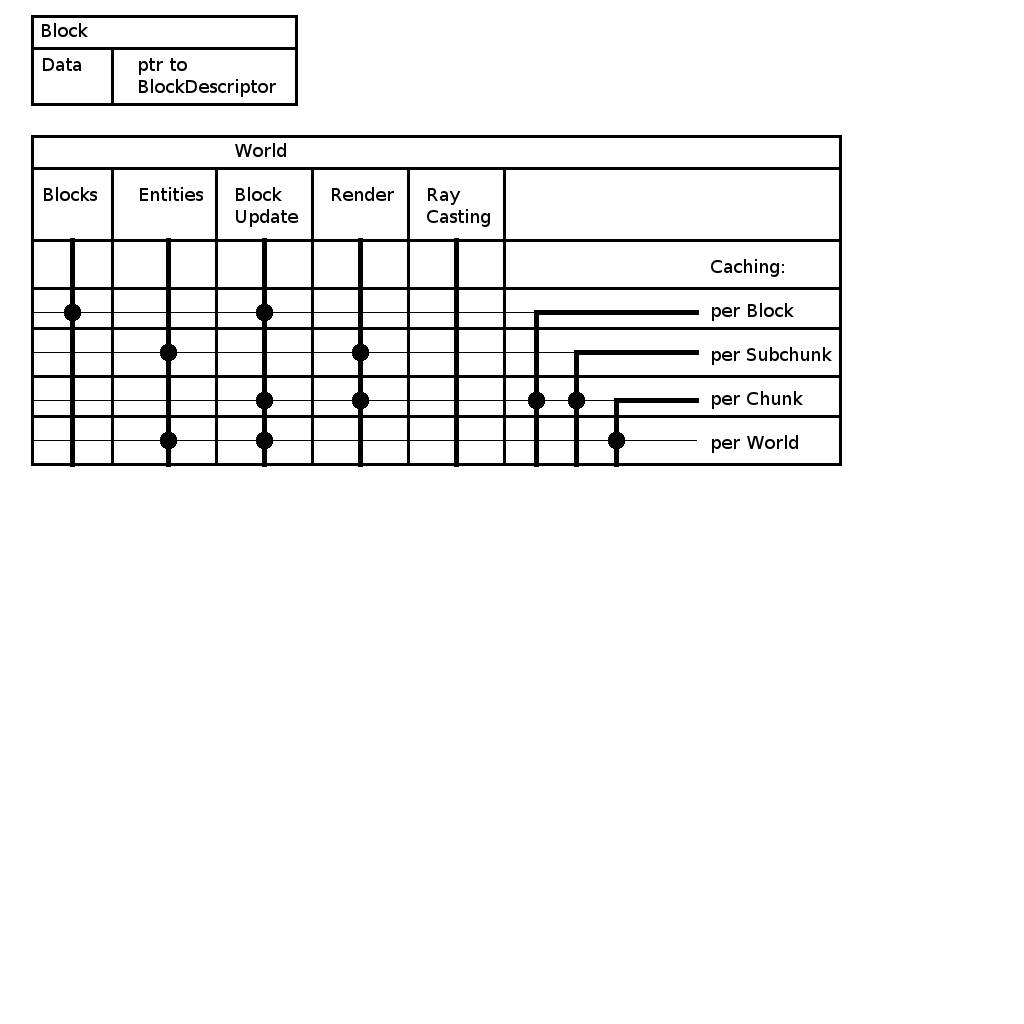 Block
Data
ptr to
BlockDescriptor
World
Blocks
Entities
Block
Update
Render
Ray
Casting
Caching:
per Block
per Subchunk
per Chunk
per World